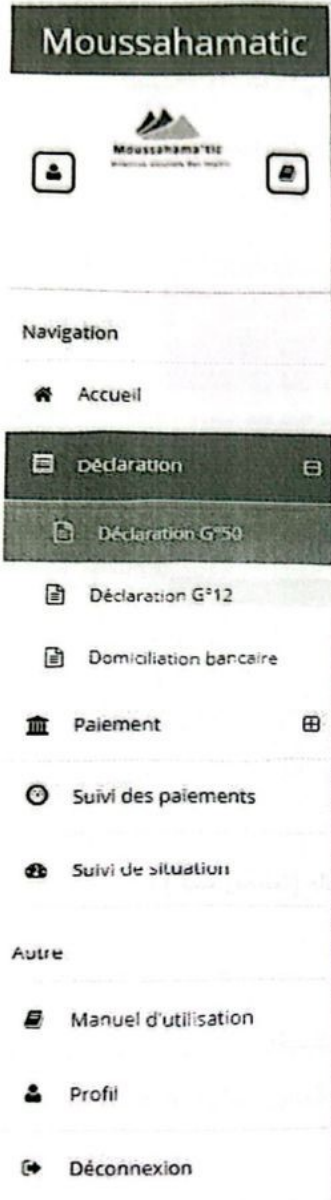 Moussahamatic
Moussahama'tic
Navigation
Accueil
Déclaration
Déclaration G°50
Déclaration G°12
Domiciliation bancaire
Paiement
Suivi des paiements
Suivi de situation
Autre
Manuel d'utilisation
Profil
Déconnexion